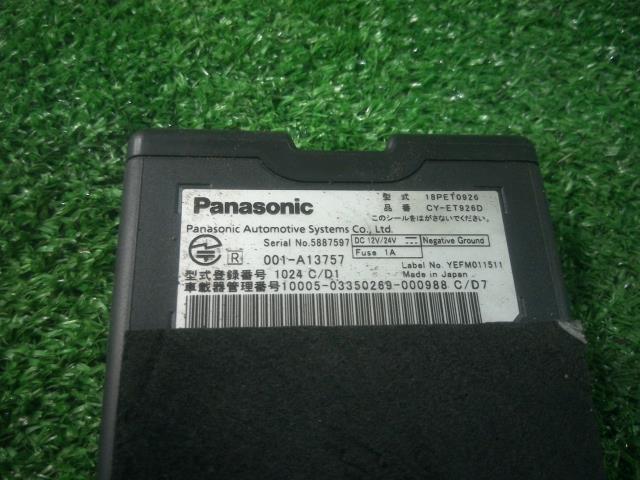 型式 18PET0926
Panasonic 品番 CY-ET926D
このシールをはがさないでください。
Panasonic Automotive Systems Co., Ltd.
Serial No.5887597 DC 12V/24V Negative Ground
Fuse 1A
R 001-A13757 Label No. YEFM011511
Made in Japan
型式登録番号 1024 C/D1
車載器管理番号10005-03350269-000988 C/D7